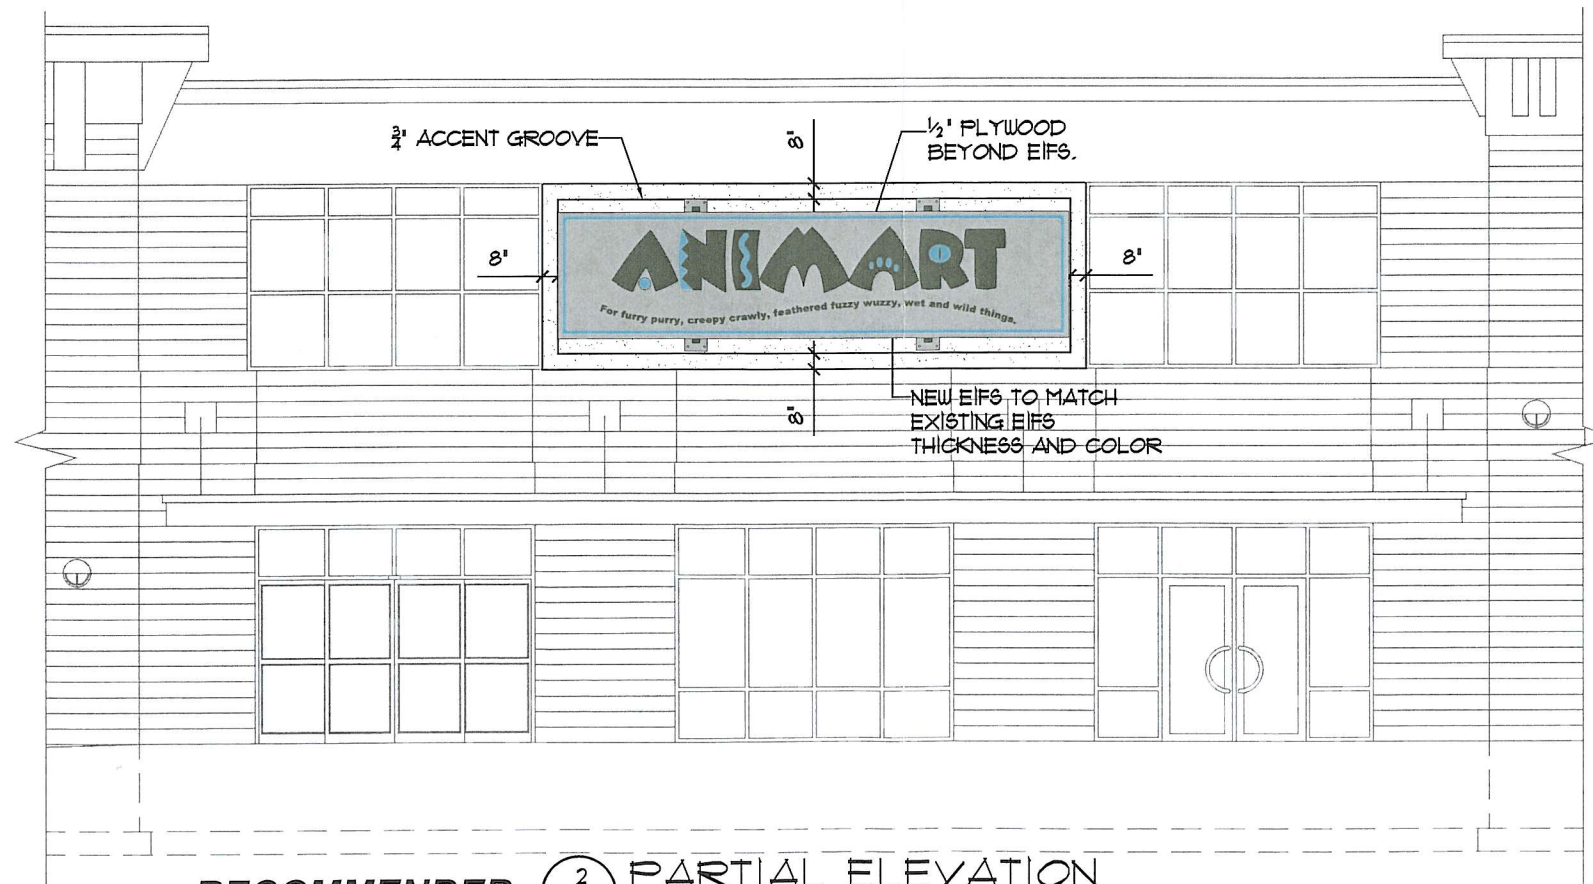 3/4" ACCENT GROOVE
8"
1/2" PLYWOOD
BEYOND EIFS.
8"
ANIMART
8"
For furry purry, creepy crawly, feathered fuzzy wuzzy, wet and wild things.
8"
NEW EIFS TO MATCH
EXISTING EIFS
THICKNESS AND COLOR
RECOMMENDED
2
PARTIAL ELEVATION